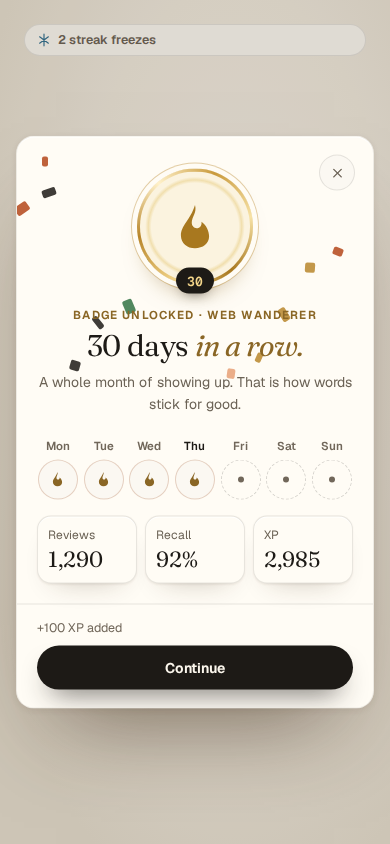 2 streak freezes
30
BADGE UNLOCKED · WEB WANDERER
30 days in a row.
A whole month of showing up. That is how words
stick for good.
Mon Tue Wed Thu Fri Sat Sun
Reviews Recall XP
1,290 92% 2,985
+100 XP added
Continue